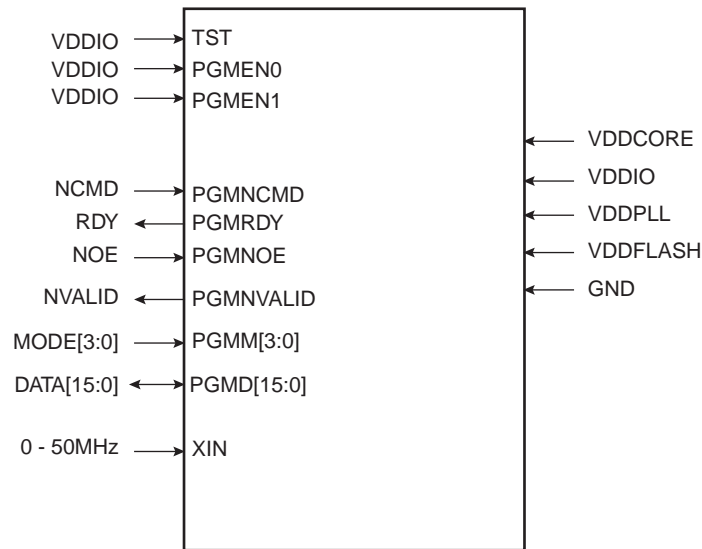 VDDIO TST
VDDIO PGMEN0
VDDIO PGMEN1
VDDCORE
VDDIO
NCMD PGMNCMD
VDDPLL
RDY PGMRDY
VDDFLASH
NOE PGMNOE
GND
NVALID PGMNVALID
MODE[3:0] PGMM[3:0]
DATA[15:0] PGMD[15:0]
0 - 50MHz XIN